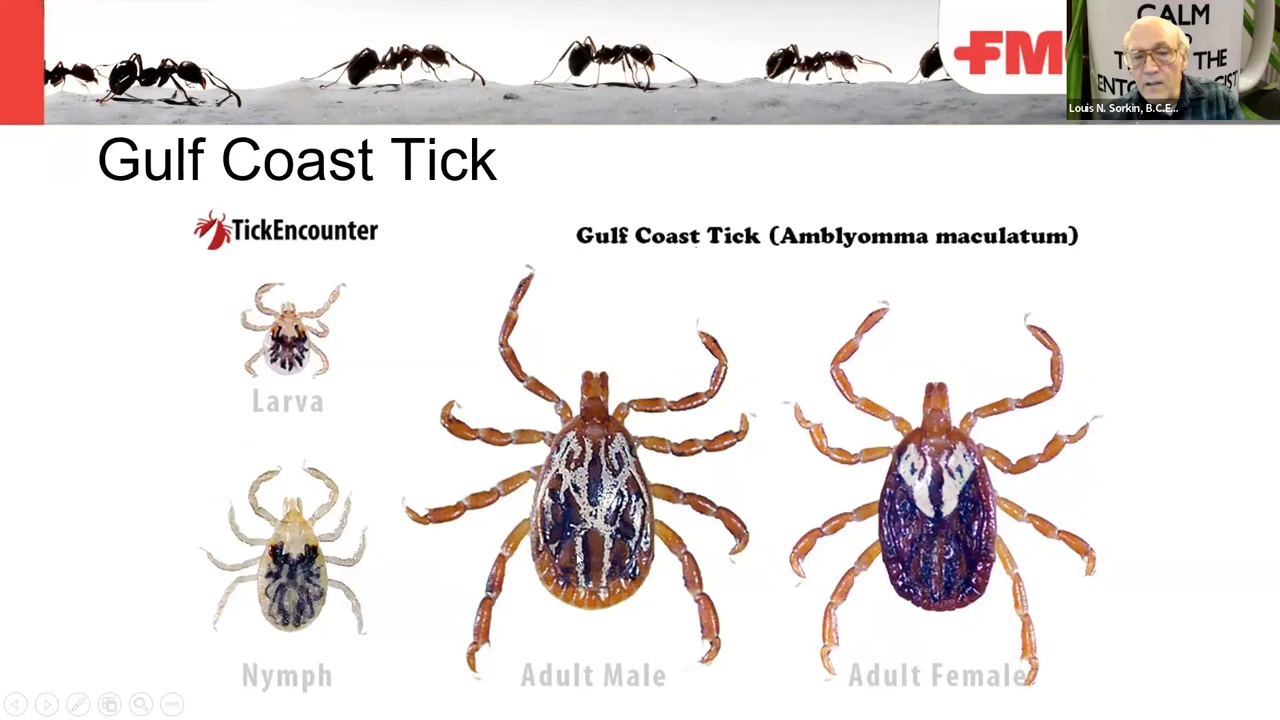 FM
CALM
THE
Louis N. Sorkin, B.C.E...
Gulf Coast Tick
TickEncounter
Gulf Coast Tick (Amblyomma maculatum)
Larva
Nymph
Adult Male
Adult Female